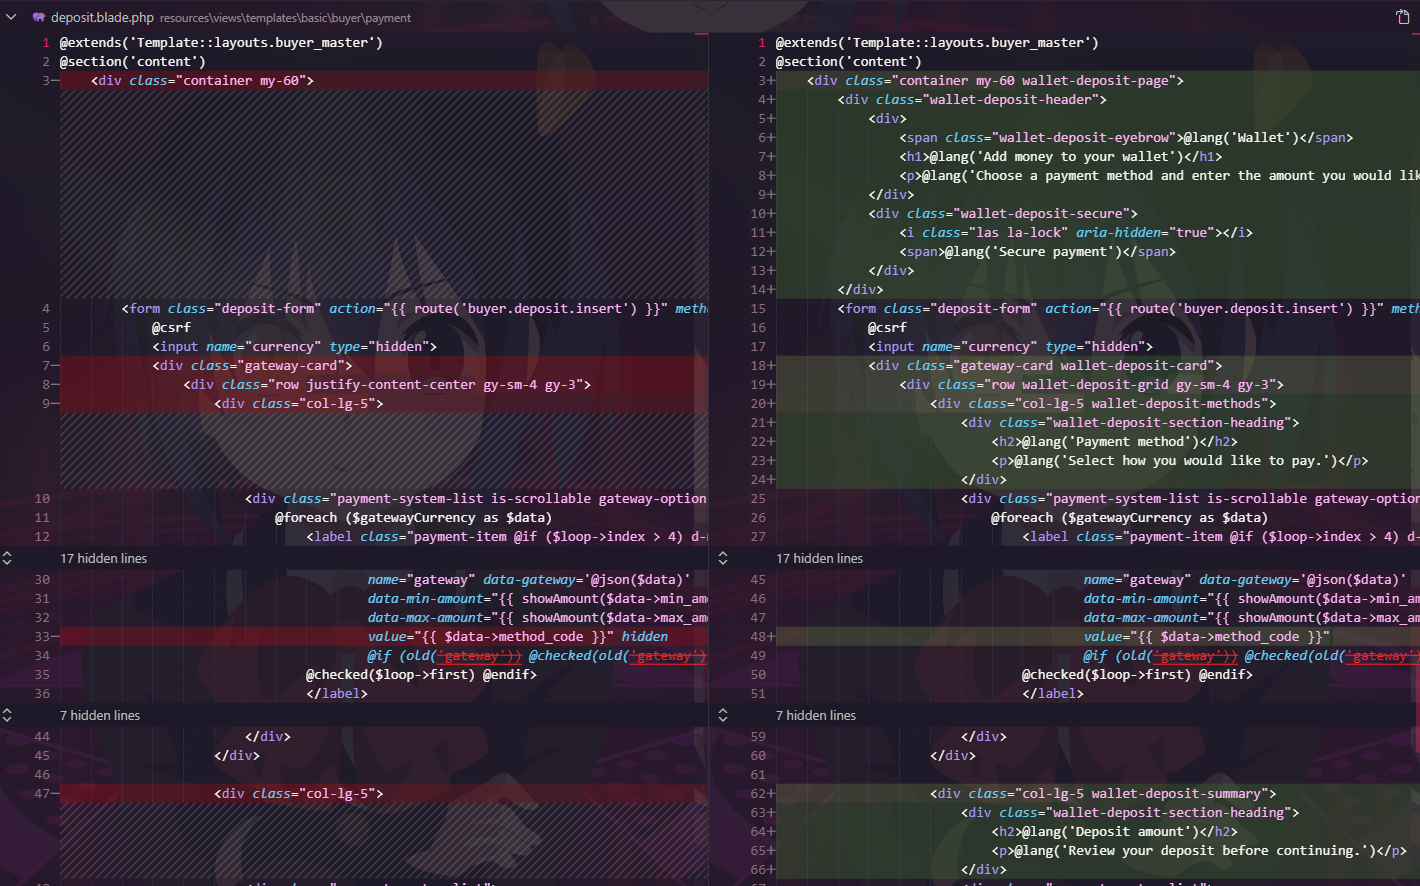 deposit.blade.php resources\views\templates\basic\buyer\payment
1 @extends('Template::layouts.buyer_master')
2 @section('content')
3− <div class="container my-60">
4 <form class="deposit-form" action="{{ route('buyer.deposit.insert') }}"
5 @csrf
6 <input name="currency" type="hidden">
7− <div class="gateway-card">
8− <div class="row justify-content-center gy-sm-4 gy-3">
9− <div class="col-lg-5">
10 <div class="payment-system-list is-scrollable gateway-option
11 @foreach ($gatewayCurrency as $data)
12 <label class="payment-item @if ($loop->index > 4) d-
17 hidden lines
30 name="gateway" data-gateway='@json($data)'
31 data-min-amount="{{ showAmount($data->min_am
32 data-max-amount="{{ showAmount($data->max_am
33− value="{{ $data->method_code }}" hidden
34 @if (old('gateway')) @checked(old('gateway')
35 @checked($loop->first) @endif>
36 </label>
7 hidden lines
44 </div>
45 </div>
46
47− <div class="col-lg-5">
1 @extends('Template::layouts.buyer_master')
2 @section('content')
3+ <div class="container my-60 wallet-deposit-page">
4+ <div class="wallet-deposit-header">
5+ <div>
6+ <span class="wallet-deposit-eyebrow">@lang('Wallet')</span>
7+ <h1>@lang('Add money to your wallet')</h1>
8+ <p>@lang('Choose a payment method and enter the amount you would lik
9+ </div>
10+ <div class="wallet-deposit-secure">
11+ <i class="las la-lock" aria-hidden="true"></i>
12+ <span>@lang('Secure payment')</span>
13+ </div>
14+ </div>
15 <form class="deposit-form" action="{{ route('buyer.deposit.insert') }}" met
16 @csrf
17 <input name="currency" type="hidden">
18+ <div class="gateway-card wallet-deposit-card">
19+ <div class="row wallet-deposit-grid gy-sm-4 gy-3">
20+ <div class="col-lg-5 wallet-deposit-methods">
21+ <div class="wallet-deposit-section-heading">
22+ <h2>@lang('Payment method')</h2>
23+ <p>@lang('Select how you would like to pay.')</p>
24+ </div>
25 <div class="payment-system-list is-scrollable gateway-option
26 @foreach ($gatewayCurrency as $data)
27 <label class="payment-item @if ($loop->index > 4) d-
17 hidden lines
45 name="gateway" data-gateway='@json($data)'
46 data-min-amount="{{ showAmount($data->min_am
47 data-max-amount="{{ showAmount($data->max_am
48+ value="{{ $data->method_code }}"
49 @if (old('gateway')) @checked(old('gateway')
50 @checked($loop->first) @endif>
51 </label>
7 hidden lines
59 </div>
60 </div>
61
62+ <div class="col-lg-5 wallet-deposit-summary">
63+ <div class="wallet-deposit-section-heading">
64+ <h2>@lang('Deposit amount')</h2>
65+ <p>@lang('Review your deposit before continuing.')</p>
66+ </div>